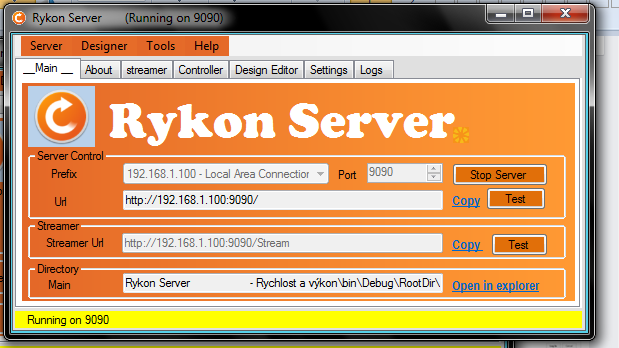 Rykon Server (Running on 9090)
Server Designer Tools Help
__Main __ About streamer Controller Design Editor Settings Logs
Rykon Server
Server Control
Prefix 192.168.1.100 - Local Area Connection Port 9090 Stop Server
Url http://192.168.1.100:9090/ Copy Test
Streamer
Streamer Url http://192.168.1.100:9090/Stream Copy Test
Directory
Main Rykon Server - Rychlost a výkon\bin\Debug\RootDir\ Open in explorer
Running on 9090